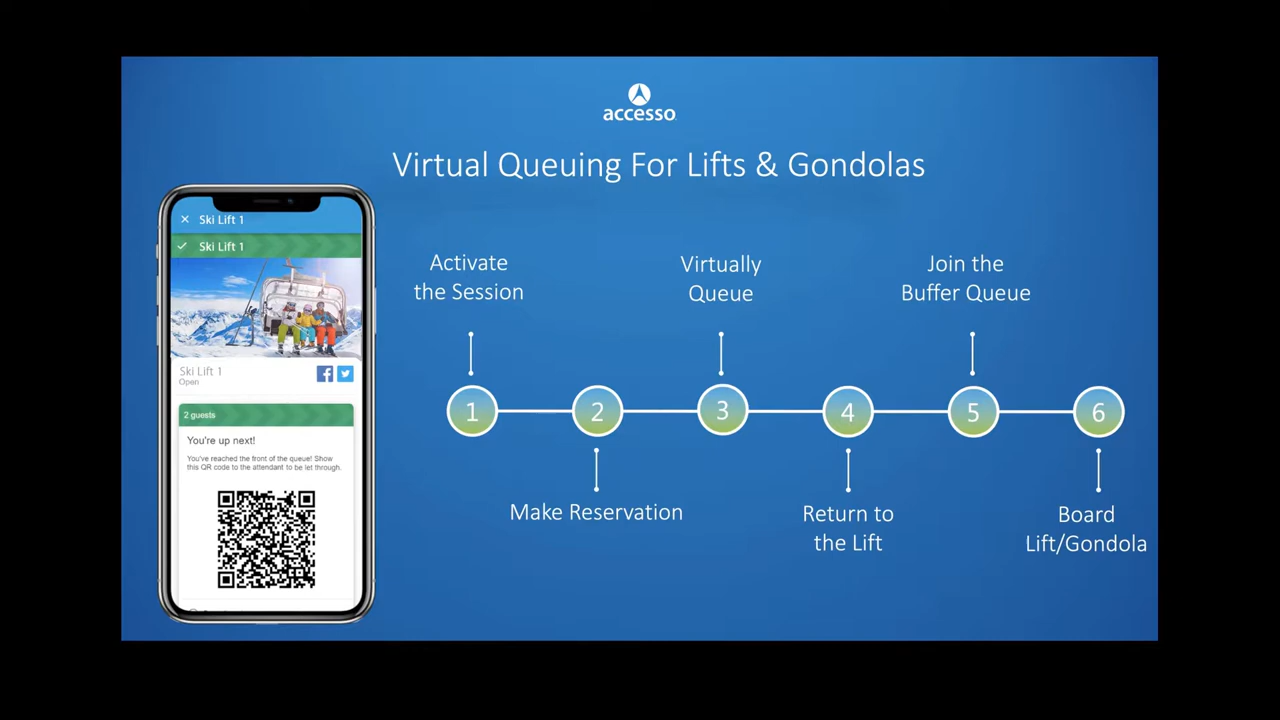 accesso
Virtual Queuing For Lifts & Gondolas
Ski Lift 1
Ski Lift 1
Ski Lift 1
Open
2 guests
You're up next!
You've reached the front of the queue! Show
this QR code to the attendant to be let through.
Activate
the Session
Virtually
Queue
Join the
Buffer Queue
1
2
3
4
5
6
Make Reservation
Return to
the Lift
Board
Lift/Gondola